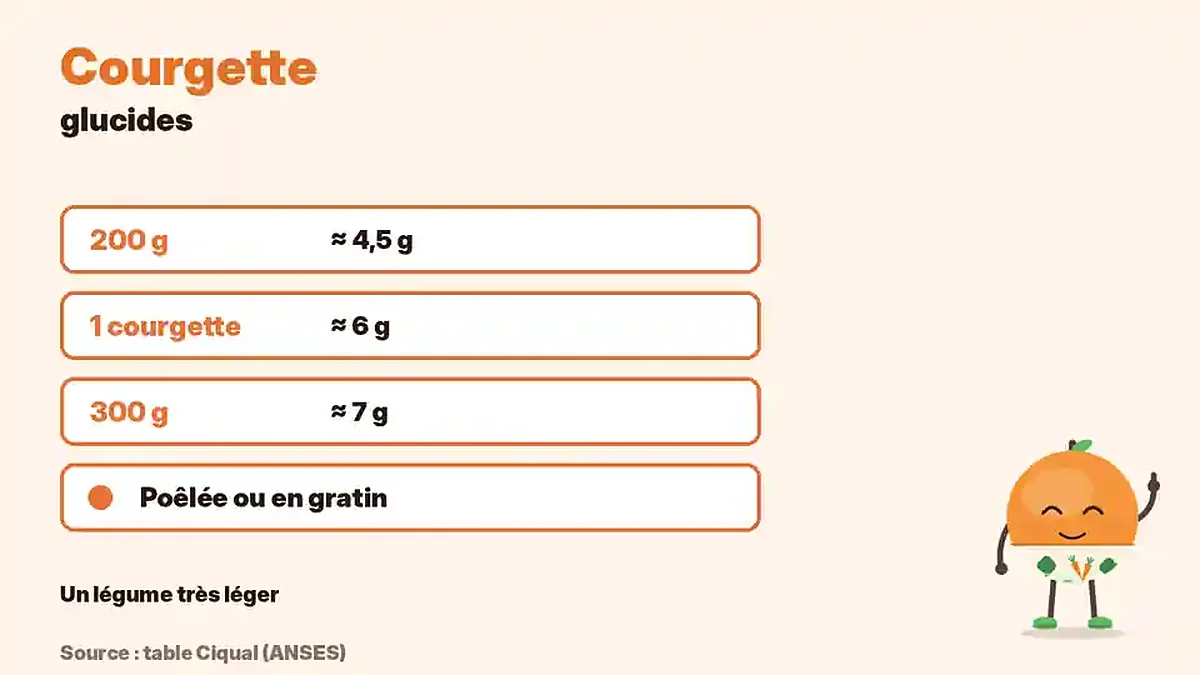 Courgette
glucides
200 g ≈ 4,5 g
1 courgette ≈ 6 g
300 g ≈ 7 g
Poêlée ou en gratin
Un légume très léger
Source : table Ciqual (ANSES)